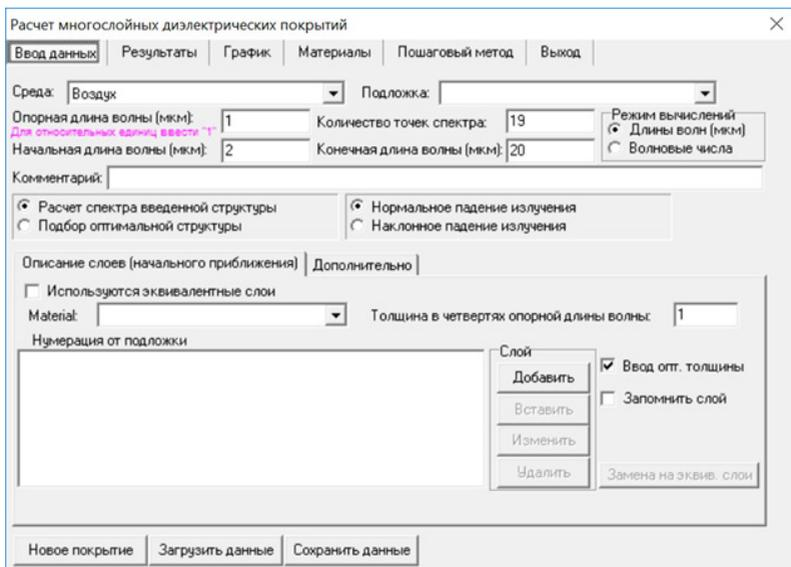 Расчет многослойных диэлектрических покрытий
Ввод данных Результаты График Материалы Пошаговый метод Выход
Среда: Воздух Подложка:
Опорная длина волны (мкм): 1 Количество точек спектра: 19 Режим вычислений
Для относительных единиц ввести "1" Длины волн (мкм)
Начальная длина волны (мкм): 2 Конечная длина волны (мкм): 20 Волновые числа
Комментарий:
Расчет спектра введенной структуры Нормальное падение излучения
Подбор оптимальной структуры Наклонное падение излучения
Описание слоев (начального приближения) Дополнительно
Используются эквивалентные слои
Material: Толщина в четвертях опорной длины волны: 1
Нумерация от подложки Слой
Добавить Ввод опт. толщины
Вставить Запомнить слой
Изменить
Удалить Замена на эквив. слои
Новое покрытие Загрузить данные Сохранить данные